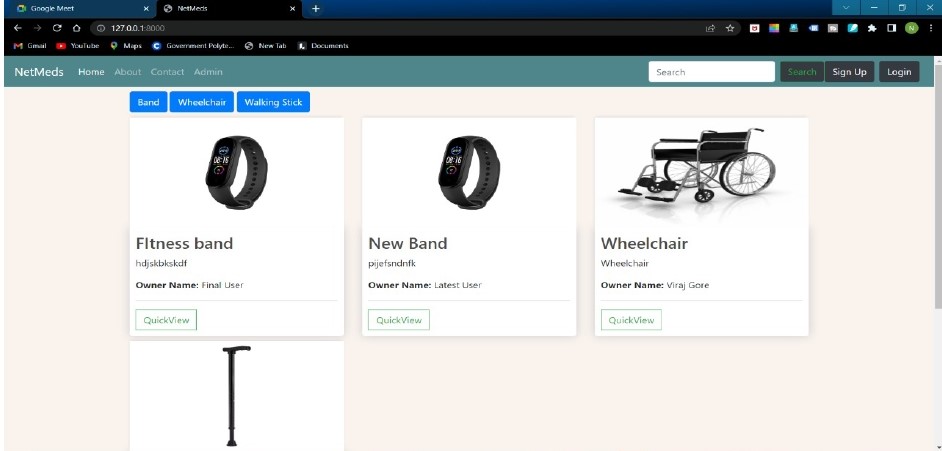 Google Meet
NetMeds
127.0.0.1:8000
Gmail YouTube Maps Government Polyte... New Tab Documents
NetMeds Home About Contact Admin Search Search Sign Up Login
Band Wheelchair Walking Stick
08:16
08:16
FItness band
hdjskbkskdf
Owner Name: Final User
QuickView
New Band
pijefsndnfk
Owner Name: Latest User
QuickView
Wheelchair
Wheelchair
Owner Name: Viraj Gore
QuickView